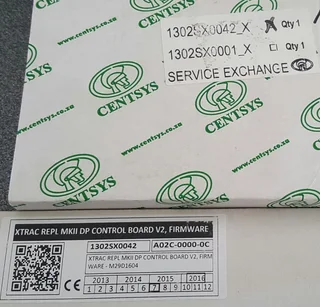 1302SX0042_X Qty 1
1302SX0001_X Qty 1
SERVICE EXCHANGE
CENTSYS
www.centsys.co.za
CENTSYS
www.centsys.co.za
CENTSYS
www.centsys.co.za
CENTSYS
XTRAC REPL MKII DP CONTROL BOARD V2, FIRMWARE
1302SX0042 A02C-0000-0C
XTRAC REPL MKII DP CONTROL BOARD V2, FIRM
WARE - M29D1604
2013 2014 2015 2016
1 2 3 4 5 6 7 8 9 10 11 12